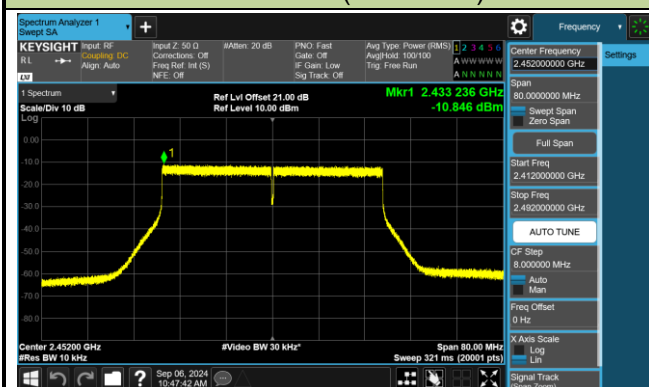 Spectrum Analyzer 1
Swept SA
Frequency
KEYSIGHT
RL
Input: RF
Coupling: DC
Align: Auto
Input Z: 50 Ω
Corrections: Off
Freq Ref: Int (S)
NFE: Off
#Atten: 20 dB
PNO: Fast
Gate: Off
IF Gain: Low
Sig Track: Off
Avg Type: Power (RMS)
Avg|Hold: 100/100
Trig: Free Run
1 2 3 4 5 6
A W W W W W
A N N N N N
Center Frequency
2.452000000 GHz
Settings
Span
80.0000000 MHz
Swept Span
Zero Span
Full Span
Start Freq
2.412000000 GHz
Stop Freq
2.492000000 GHz
AUTO TUNE
CF Step
8.000000 MHz
Auto
Man
Freq Offset
0 Hz
X Axis Scale
Log
Lin
Signal Track
(Span Zoom)
1 Spectrum
Scale/Div 10 dB
Log
Ref Lvl Offset 21.00 dB
Ref Level 10.00 dBm
Mkr1 2.433 236 GHz
-10.846 dBm
1
0.00
-10.0
-20.0
-30.0
-40.0
-50.0
-60.0
-70.0
-80.0
Center 2.45200 GHz
#Res BW 10 kHz
#Video BW 30 kHz*
Span 80.00 MHz
Sweep 321 ms (20001 pts)
?
Sep 06, 2024
10:47:42 AM